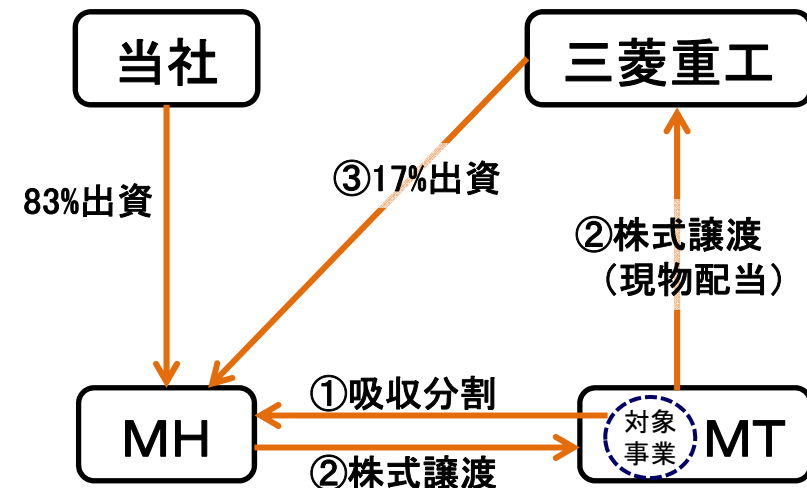 当社
三菱重工
83%出資
③17%出資
②株式譲渡
（現物配当）
①吸収分割
MH
対象
事業
MT
②株式譲渡